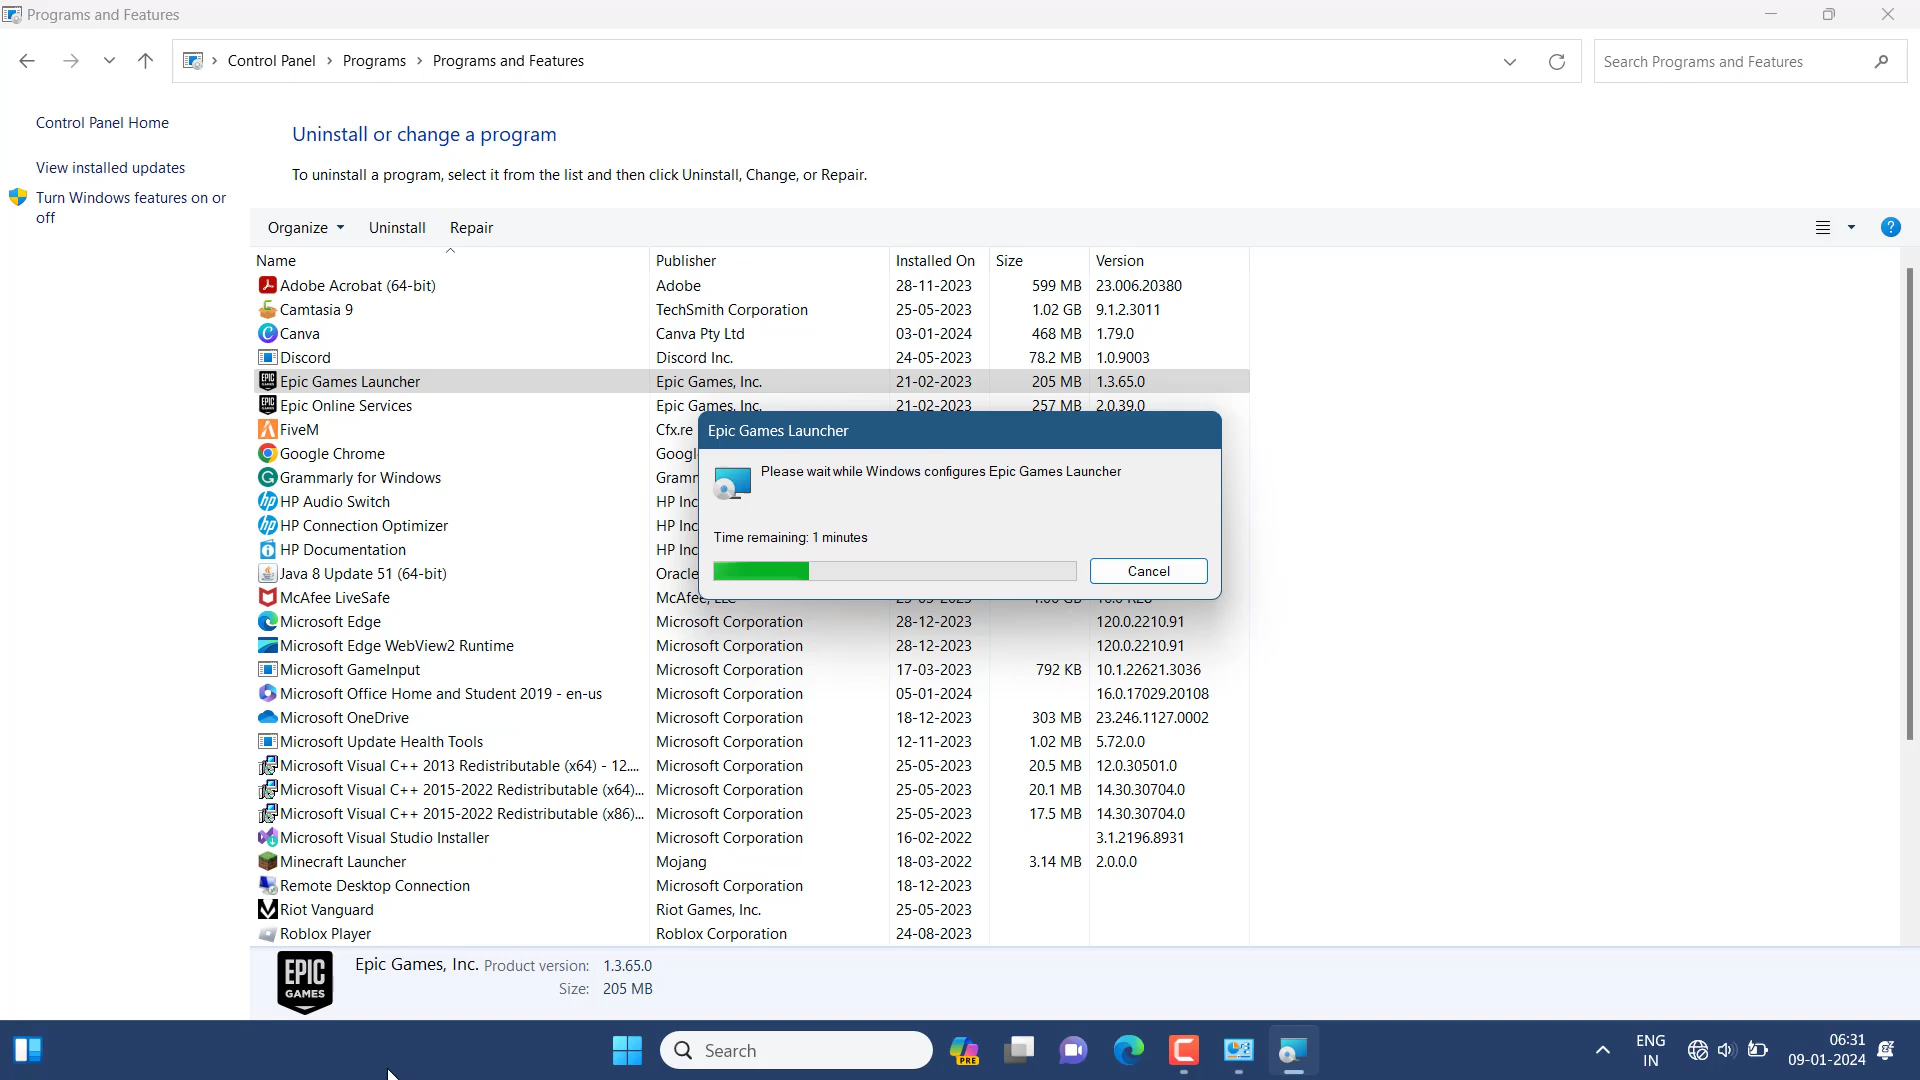 Programs and Features
Control Panel > Programs > Programs and Features
Search Programs and Features
Control Panel Home
View installed updates
Turn Windows features on or
off
Uninstall or change a program
To uninstall a program, select it from the list and then click Uninstall, Change, or Repair.
Organize Uninstall Repair
Name Publisher Installed On Size Version
Adobe Acrobat (64-bit) Adobe 28-11-2023 599 MB 23.006.20380
Camtasia 9 TechSmith Corporation 25-05-2023 1.02 GB 9.1.2.3011
Canva Canva Pty Ltd 03-01-2024 468 MB 1.79.0
Discord Discord Inc. 24-05-2023 78.2 MB 1.0.9003
Epic Games Launcher Epic Games, Inc. 21-02-2023 205 MB 1.3.65.0
Epic Online Services Epic Games, Inc. 21-02-2023 257 MB 2.0.39.0
FiveM Cfx.re
Google Chrome Googl
Grammarly for Windows Gramr
HP Audio Switch HP Inc
HP Connection Optimizer HP Inc
HP Documentation HP Inc
Java 8 Update 51 (64-bit) Oracle
McAfee LiveSafe McAfee, LLC
Epic Games Launcher
Please wait while Windows configures Epic Games Launcher
Time remaining: 1 minutes
Cancel
Microsoft Edge Microsoft Corporation 28-12-2023 120.0.2210.91
Microsoft Edge WebView2 Runtime Microsoft Corporation 28-12-2023 120.0.2210.91
Microsoft GameInput Microsoft Corporation 17-03-2023 792 KB 10.1.22621.3036
Microsoft Office Home and Student 2019 - en-us Microsoft Corporation 05-01-2024 16.0.17029.20108
Microsoft OneDrive Microsoft Corporation 18-12-2023 303 MB 23.246.1127.0002
Microsoft Update Health Tools Microsoft Corporation 12-11-2023 1.02 MB 5.72.0.0
Microsoft Visual C++ 2013 Redistributable (x64) - 12.... Microsoft Corporation 25-05-2023 20.5 MB 12.0.30501.0
Microsoft Visual C++ 2015-2022 Redistributable (x64)... Microsoft Corporation 25-05-2023 20.1 MB 14.30.30704.0
Microsoft Visual C++ 2015-2022 Redistributable (x86)... Microsoft Corporation 25-05-2023 17.5 MB 14.30.30704.0
Microsoft Visual Studio Installer Microsoft Corporation 16-02-2022 3.1.2196.8931
Minecraft Launcher Mojang 18-03-2022 3.14 MB 2.0.0.0
Remote Desktop Connection Microsoft Corporation 18-12-2023
Riot Vanguard Riot Games, Inc. 25-05-2023
Roblox Player Roblox Corporation 24-08-2023
EPIC
GAMES
Epic Games, Inc. Product version: 1.3.65.0
Size: 205 MB
Search
PRE
ENG
IN
06:31
09-01-2024